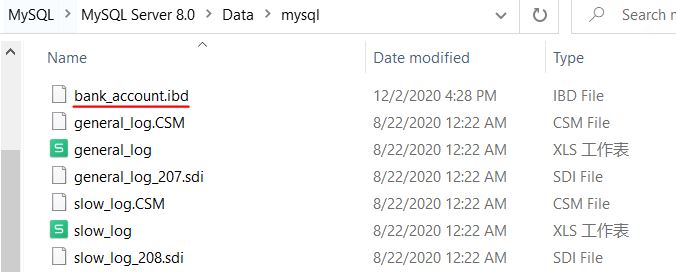 MySQL > MySQL Server 8.0 > Data > mysql Search m
Name Date modified Type
bank_account.ibd 12/2/2020 4:28 PM IBD File
general_log.CSM 8/22/2020 12:22 AM CSM File
general_log 8/22/2020 12:22 AM XLS 工作表
general_log_207.sdi 8/22/2020 12:22 AM SDI File
slow_log.CSM 8/22/2020 12:22 AM CSM File
slow_log 8/22/2020 12:22 AM XLS 工作表
slow_log_208.sdi 8/22/2020 12:22 AM SDI File